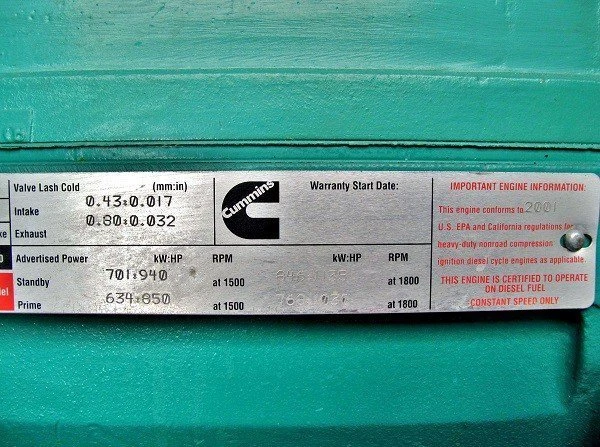 Valve Lash Cold (mm:in)
Intake 0.43:0.017
0.80:0.032
Exhaust
Advertised Power kW:HP RPM kW:HP RPM
Standby 701:940 at 1500 at 1800
Prime 634:850 at 1500 at 1800
Cummins
Warranty Start Date:
IMPORTANT ENGINE INFORMATION:
This engine conforms to 2001
U.S. EPA and California regulations for
heavy-duty nonroad compression
ignition diesel cycle engines as applicable.
THIS ENGINE IS CERTIFIED TO OPERATE
ON DIESEL FUEL
CONSTANT SPEED ONLY